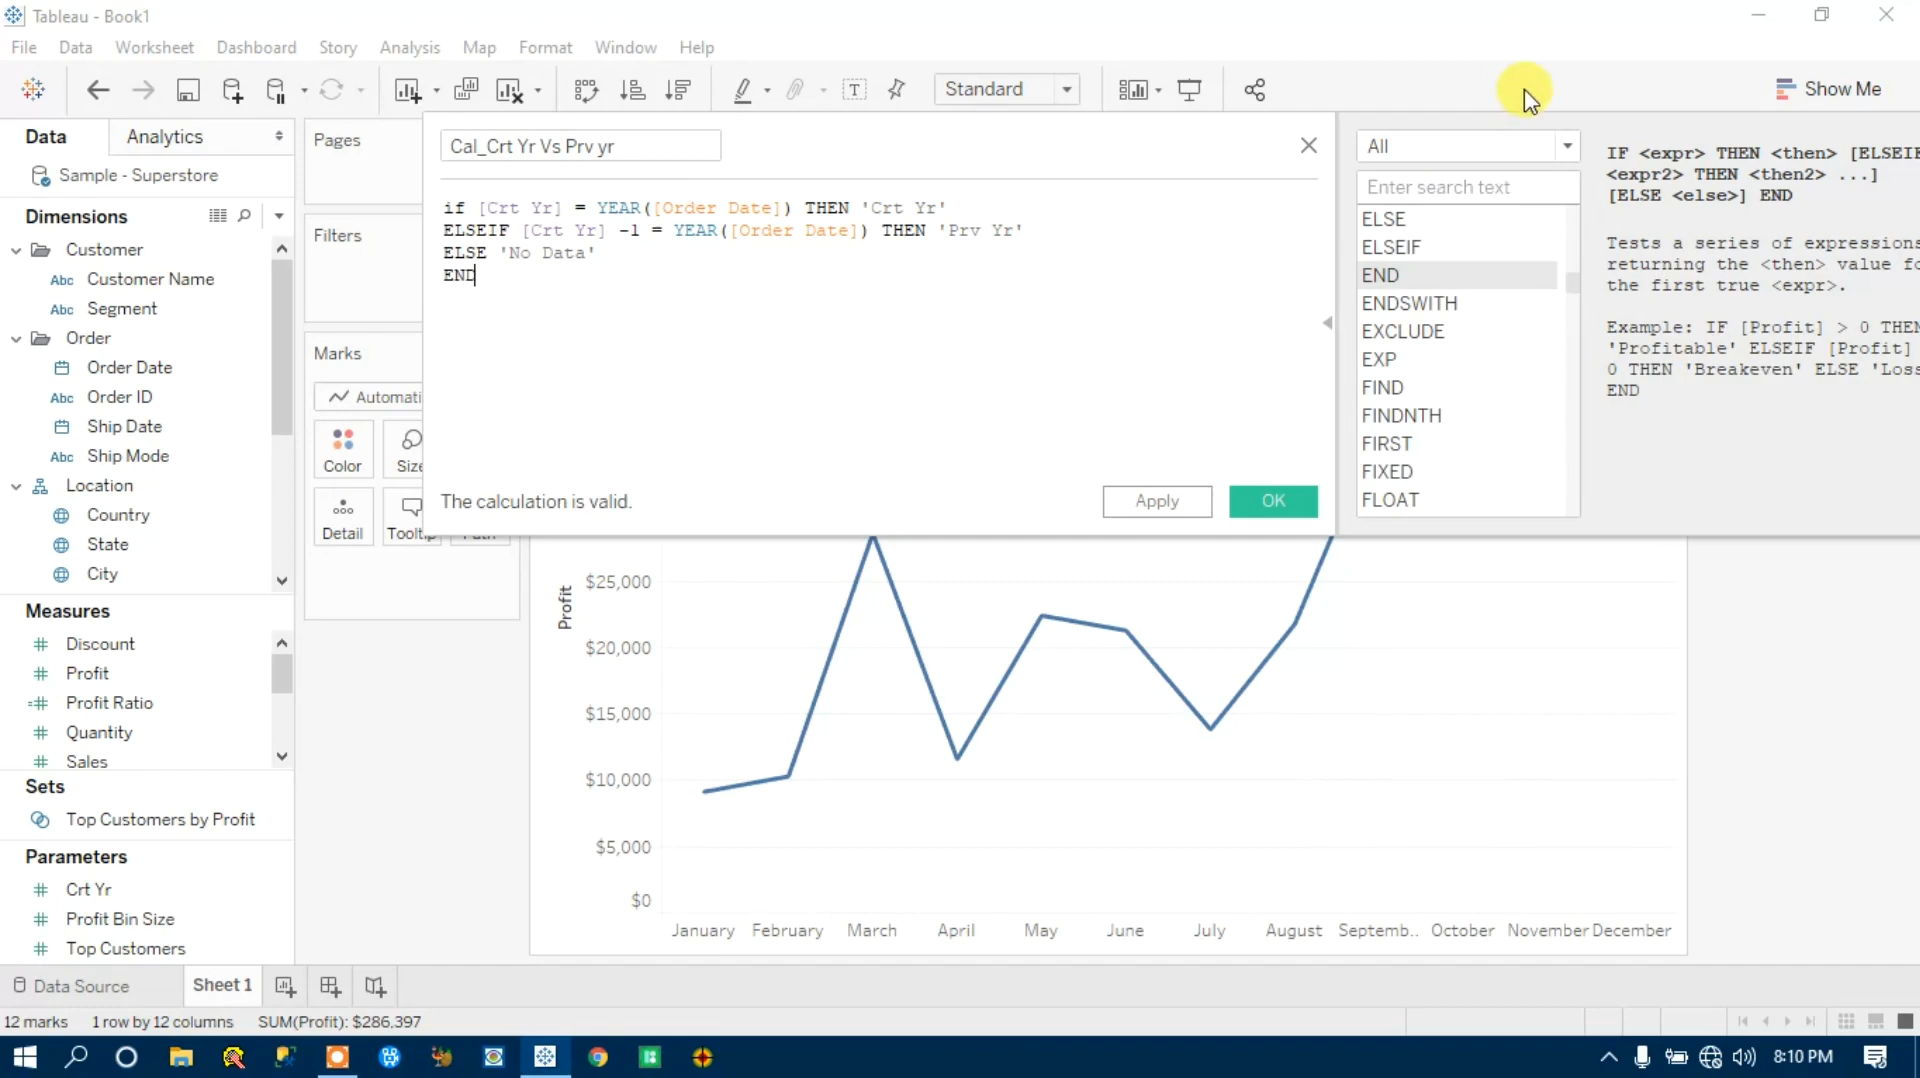 Tableau - Book1
File Data Worksheet Dashboard Story Analysis Map Format Window Help
Standard
Show Me
Data
Analytics
Sample - Superstore
Dimensions
Customer
Abc Customer Name
Abc Segment
Order
Order Date
Abc Order ID
Ship Date
Abc Ship Mode
Location
Country
State
City
Measures
Discount
Profit
Profit Ratio
Quantity
Sales
Sets
Top Customers by Profit
Parameters
Crt Yr
Profit Bin Size
Top Customers
Pages
Filters
Marks
Color
Detail
Cal_Crt Yr Vs Prv yr
if [Crt Yr] = YEAR([Order Date]) THEN 'Crt Yr'
ELSEIF [Crt Yr] -1 = YEAR([Order Date]) THEN 'Prv Yr'
ELSE 'No Data'
END
The calculation is valid.
Apply
OK
All
Enter search text
ELSE
ELSEIF
END
ENDSWITH
EXCLUDE
EXP
FIND
FINDNTH
FIRST
FIXED
FLOAT
IF <expr> THEN <then> [ELSEIF
<expr2> THEN <then2> ...]
[ELSE <else>] END
Tests a series of expressions
returning the <then> value fo
the first true <expr>.
Example: IF [Profit] > 0 THEN
'Profitable' ELSEIF [Profit]
0 THEN 'Breakeven' ELSE 'Loss
END
Profit
$25,000
$20,000
$15,000
$10,000
$5,000
$0
January February March April May June July August Septemb.. October November December
Data Source
Sheet 1
12 marks 1 row by 12 columns SUM(Profit): $286,397
8:10 PM